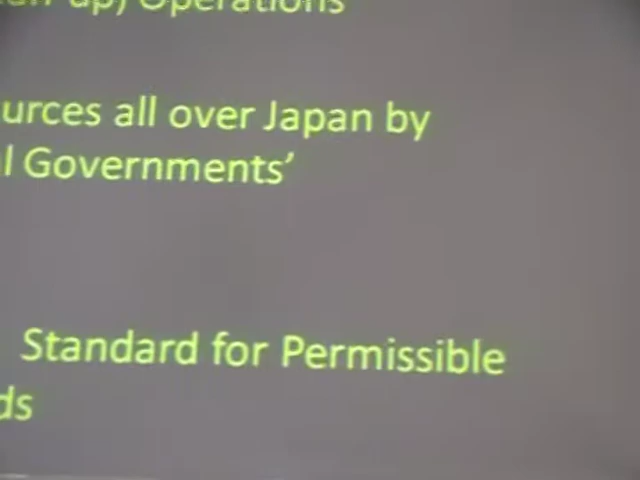 up) Operations
urces all over Japan by
l Governments’
Standard for Permissible
ds